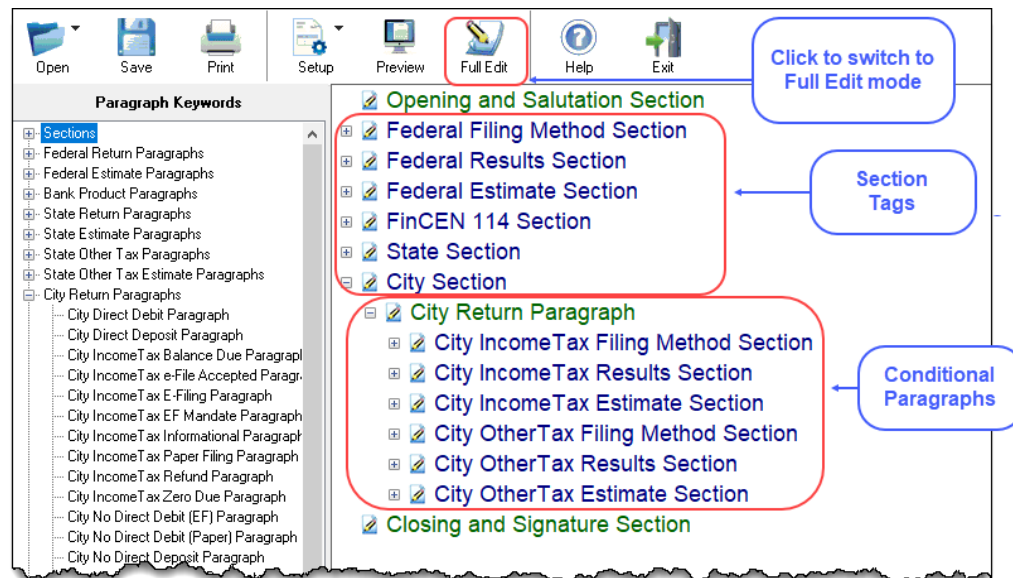 Open
Save
Print
Setup
Preview
Full Edit
Help
Exit
Click to switch to
Full Edit mode
Paragraph Keywords
Sections
Federal Return Paragraphs
Federal Estimate Paragraphs
Bank Product Paragraphs
State Return Paragraphs
State Estimate Paragraphs
State Other Tax Paragraphs
State Other Tax Estimate Paragraphs
City Return Paragraphs
City Direct Debit Paragraph
City Direct Deposit Paragraph
City IncomeTax Balance Due Paragrapl
City IncomeTax e-File Accepted Paragr
City IncomeTax E-Filing Paragraph
City IncomeTax EF Mandate Paragraph
City IncomeTax Informational Paragraph
City IncomeTax Paper Filing Paragraph
City IncomeTax Refund Paragraph
City IncomeTax Zero Due Paragraph
City No Direct Debit (EF) Paragraph
City No Direct Debit (Paper) Paragraph
City No Direct Deposit Paragraph
Opening and Salutation Section
Federal Filing Method Section
Federal Results Section
Federal Estimate Section
FinCEN 114 Section
State Section
City Section
City Return Paragraph
City IncomeTax Filing Method Section
City IncomeTax Results Section
City IncomeTax Estimate Section
City OtherTax Filing Method Section
City OtherTax Results Section
City OtherTax Estimate Section
Closing and Signature Section
Section
Tags
Conditional
Paragraphs